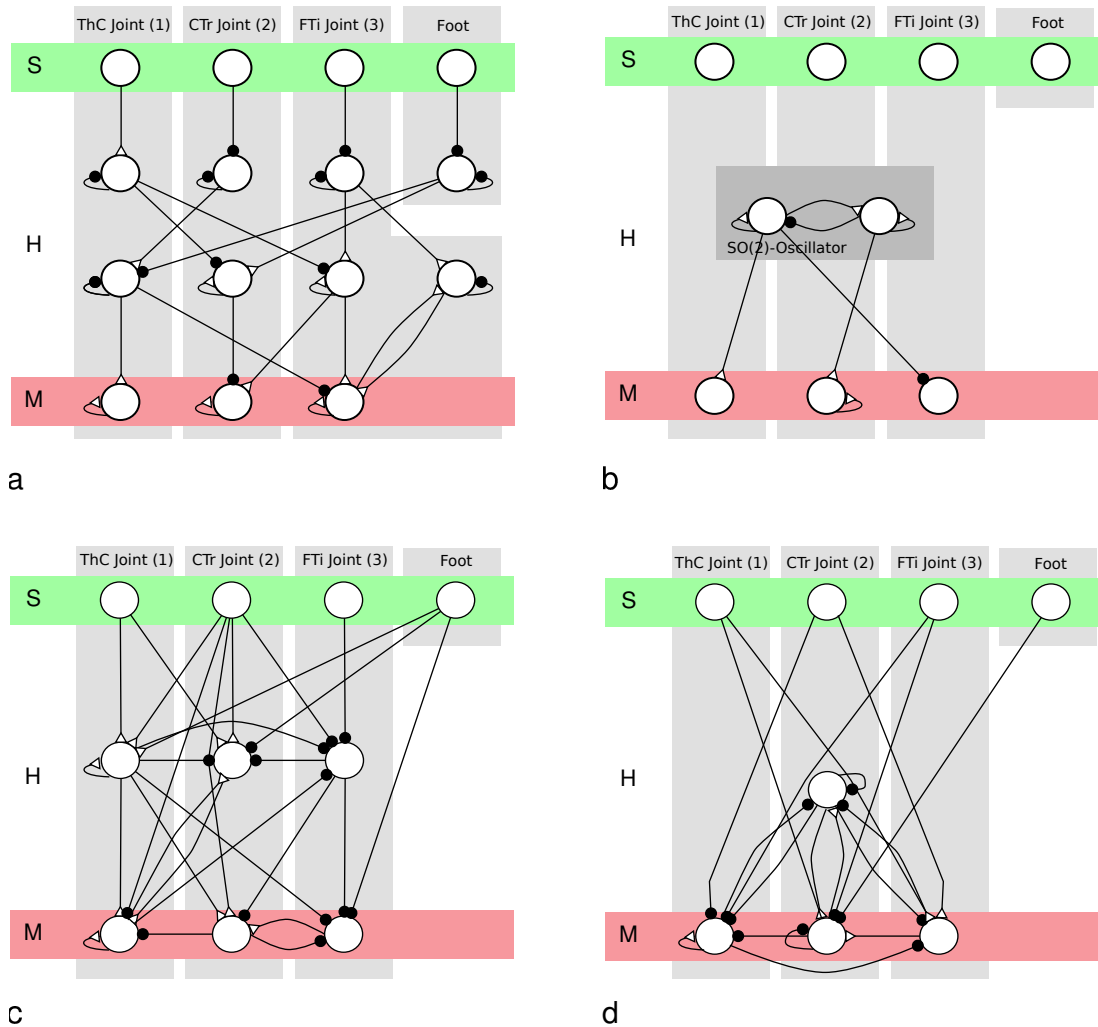 ThC Joint (1) CTr Joint (2) FTi Joint (3) Foot
S
H
M
a
ThC Joint (1) CTr Joint (2) FTi Joint (3) Foot
S
H
SO(2)-Oscillator
M
b
ThC Joint (1) CTr Joint (2) FTi Joint (3) Foot
S
H
M
c
ThC Joint (1) CTr Joint (2) FTi Joint (3) Foot
S
H
M
d